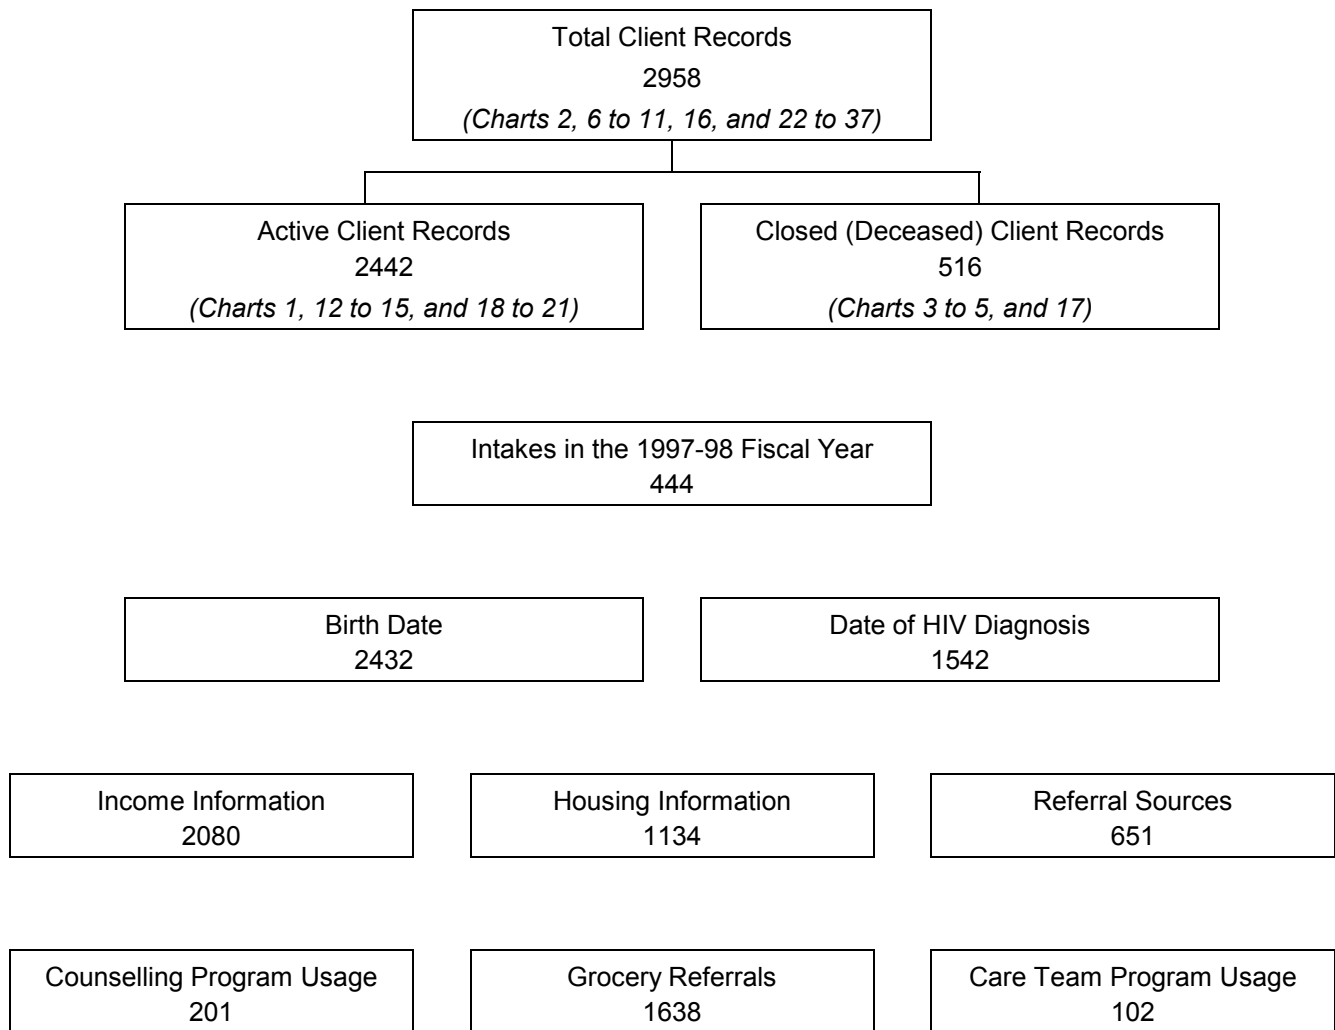 Total Client Records
2958
(Charts 2, 6 to 11, 16, and 22 to 37)
Active Client Records
2442
(Charts 1, 12 to 15, and 18 to 21)
Closed (Deceased) Client Records
516
(Charts 3 to 5, and 17)
Intakes in the 1997-98 Fiscal Year
444
Birth Date
2432
Date of HIV Diagnosis
1542
Income Information
2080
Housing Information
1134
Referral Sources
651
Counselling Program Usage
201
Grocery Referrals
1638
Care Team Program Usage
102